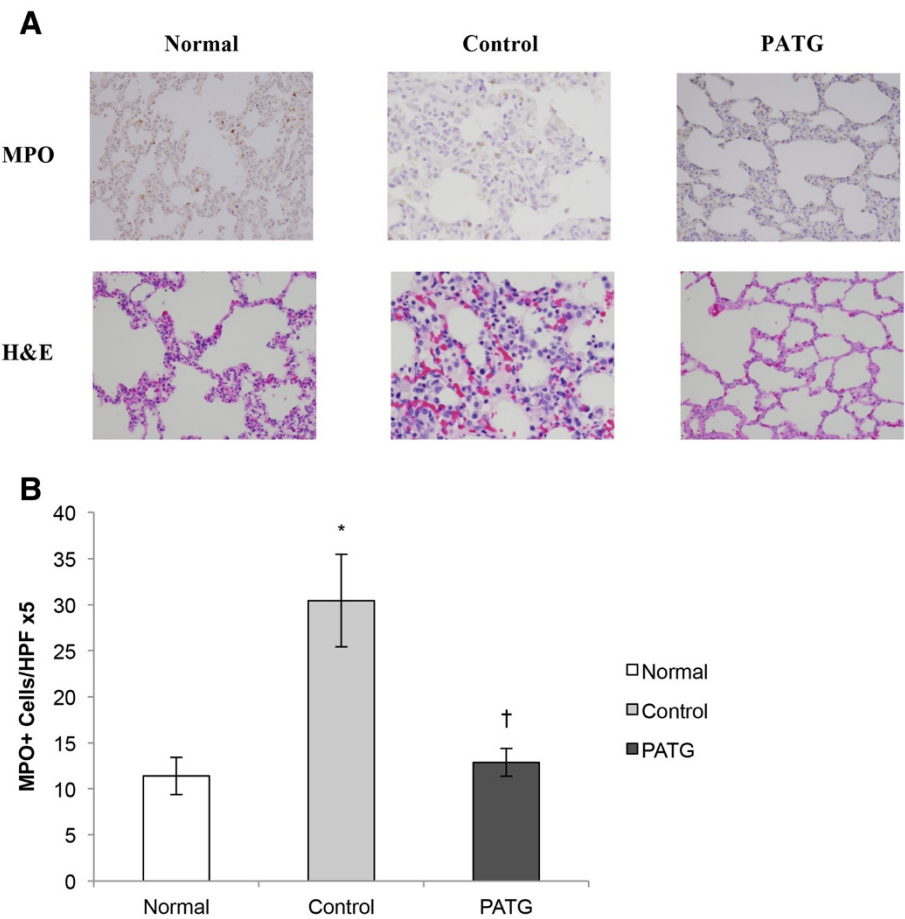 A
Normal Control PATG
MPO
H&E
B
MPO+ Cells/HPF x5
40
35
30
25
20
15
10
5
0
*
†
Normal Control PATG
Normal
Control
PATG